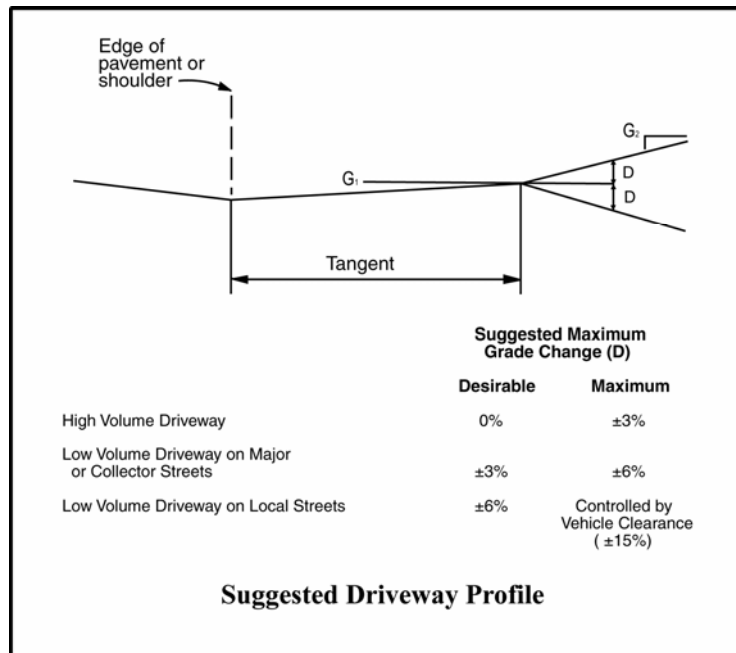 Edge of
pavement or
shoulder
G₂
G₁
D
D
Tangent
Suggested Maximum
Grade Change (D)
Desirable Maximum
High Volume Driveway 0% ±3%
Low Volume Driveway on Major
or Collector Streets ±3% ±6%
Low Volume Driveway on Local Streets ±6% Controlled by
Vehicle Clearance
( ±15%)
Suggested Driveway Profile